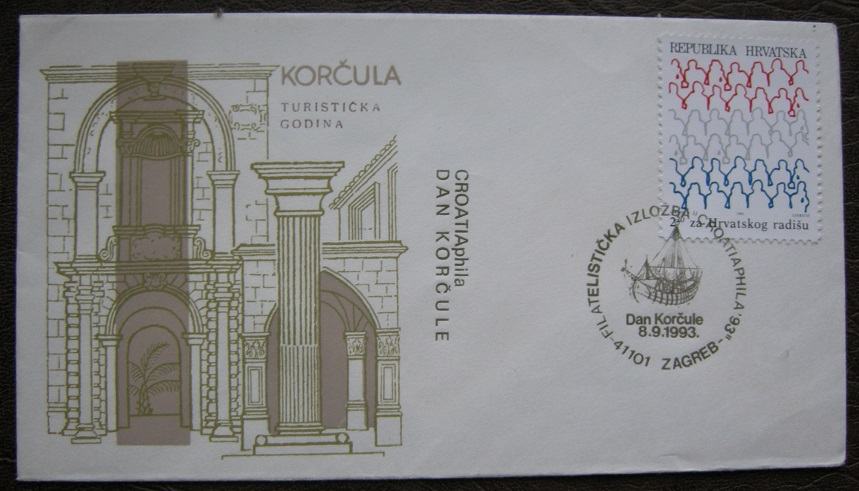 KORČULA
TURISTIČKA
GODINA
CROATIAphila
DAN KORČULE
REPUBLIKA HRVATSKA
za Hrvatskog radišu
-FILATELISTIČKA IZLOŽBA „CROATIAPHILA '93"-
Dan Korčule
8.9.1993.
41101 ZAGREB